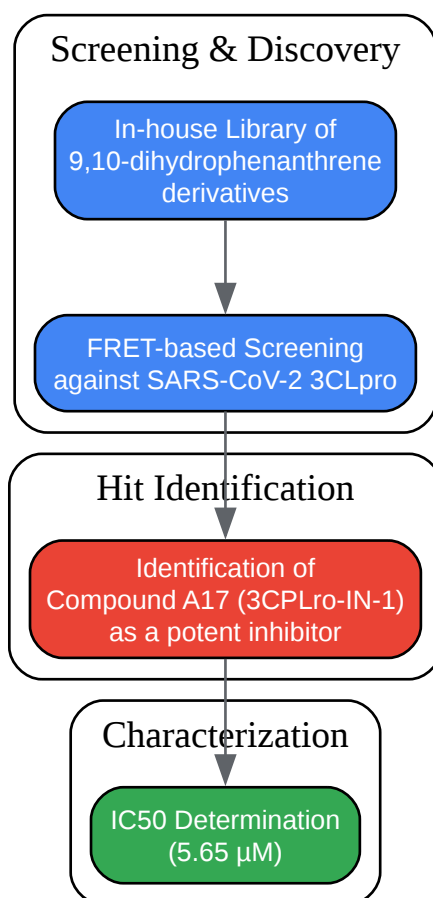 Screening & Discovery
In-house Library of
9,10-dihydrophenanthrene
derivatives
FRET-based Screening
against SARS-CoV-2 3CLpro
Hit Identification
Identification of
Compound A17 (3CPLro-IN-1)
as a potent inhibitor
Characterization
IC50 Determination
(5.65 µM)